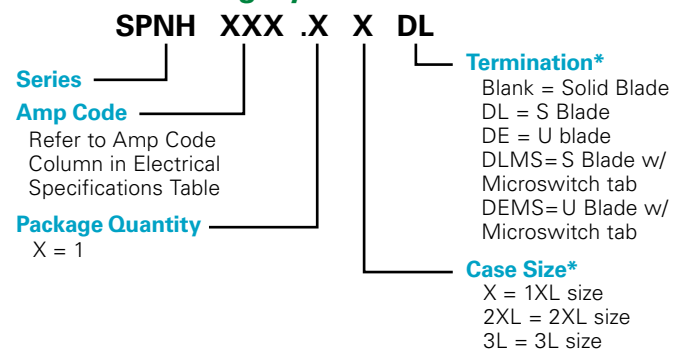 SPNH XXX .X X DL
Series
Amp Code
Refer to Amp Code
Column in Electrical
Specifications Table
Package Quantity
X = 1
Termination*
Blank = Solid Blade
DL = S Blade
DE = U blade
DLMS= S Blade w/
Microswitch tab
DEMS= U Blade w/
Microswitch tab
Case Size*
X = 1XL size
2XL = 2XL size
3L = 3L size